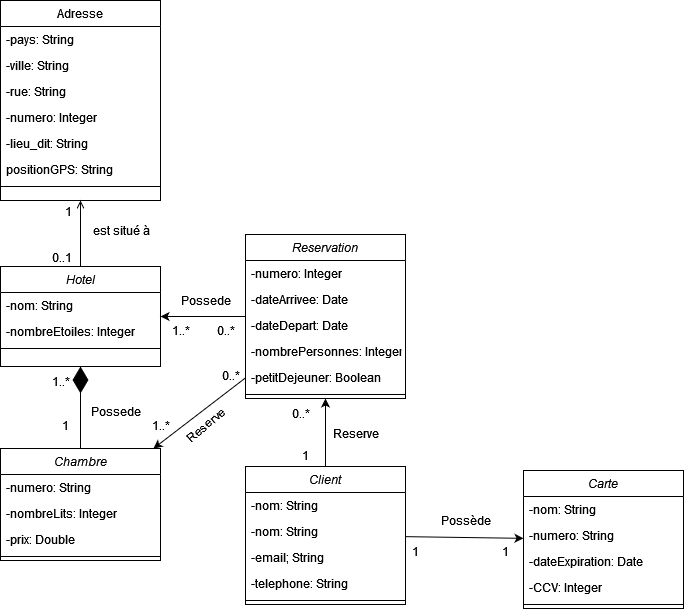 Adresse
-pays: String
-ville: String
-rue: String
-numero: Integer
-lieu_dit: String
positionGPS: String
1
est situé à
0..1
Hotel
-nom: String
-nombreEtoiles: Integer
1..*
Possede
1
Chambre
-numero: String
-nombreLits: Integer
-prix: Double
Possede
1..*
0..*
Reservation
-numero: Integer
-dateArrivee: Date
-dateDepart: Date
-nombrePersonnes: Integer
-petitDejeuner: Boolean
0..*
1..*
Reserve
0..*
Reserve
1
Client
-nom: String
-nom: String
-email; String
-telephone: String
Possède
1
1
Carte
-nom: String
-numero: String
-dateExpiration: Date
-CCV: Integer